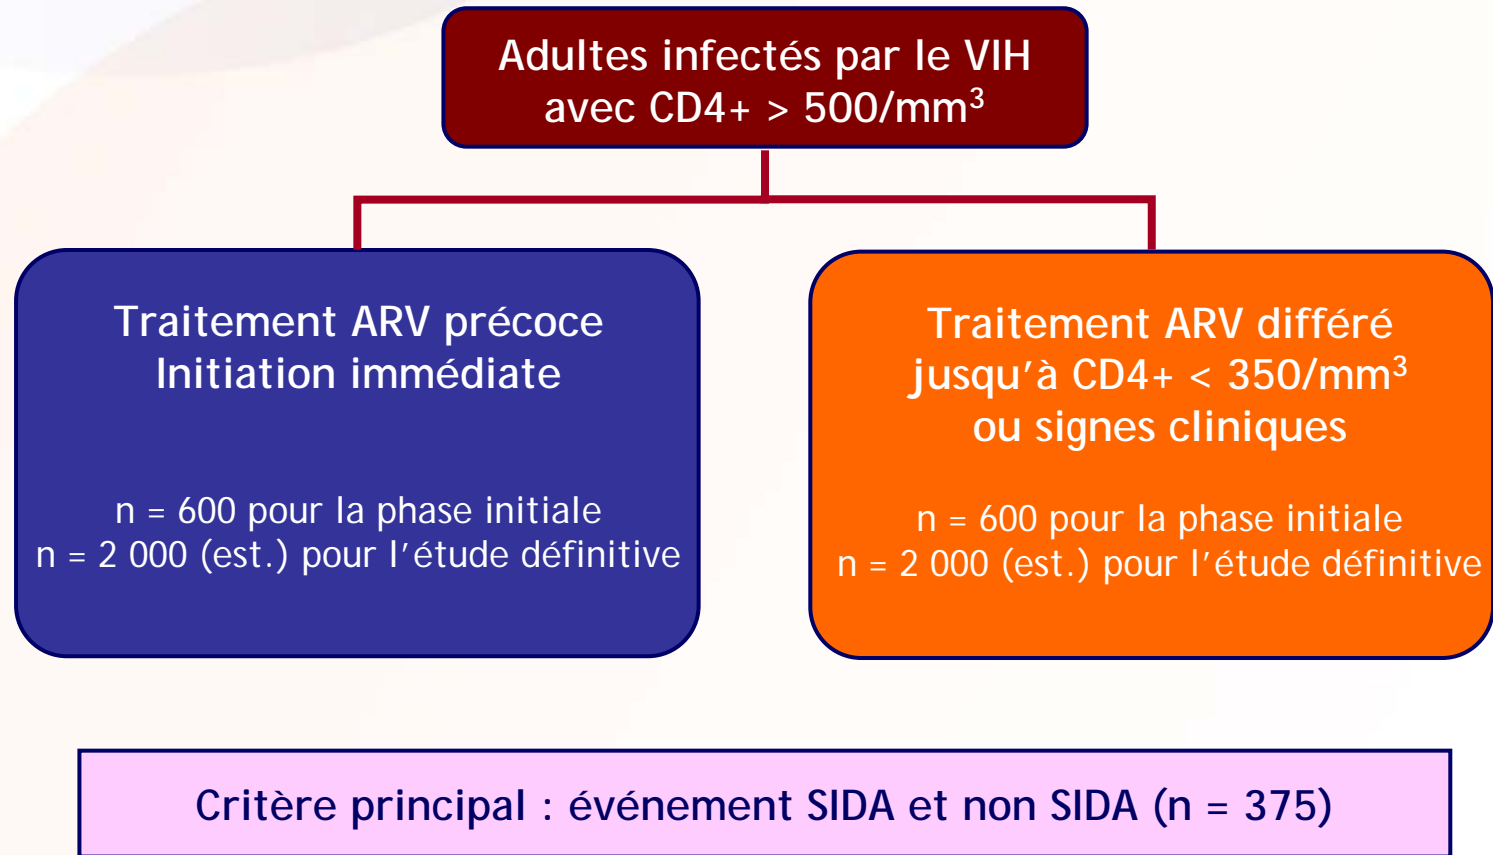 Adultes infectés par le VIH
avec CD4+ > 500/mm³
Traitement ARV précoce
Initiation immédiate
n = 600 pour la phase initiale
n = 2 000 (est.) pour l’étude définitive
Traitement ARV différé
jusqu’à CD4+ < 350/mm³
ou signes cliniques
n = 600 pour la phase initiale
n = 2 000 (est.) pour l’étude définitive
Critère principal : événement SIDA et non SIDA (n = 375)